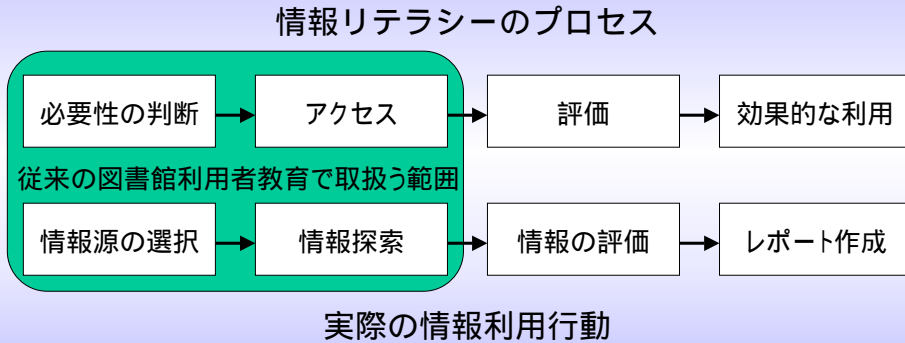 情報リテラシーのプロセス
必要性の判断
アクセス
評価
効果的な利用
従来の図書館利用者教育で取扱う範囲
情報源の選択
情報探索
情報の評価
レポート作成
実際の情報利用行動